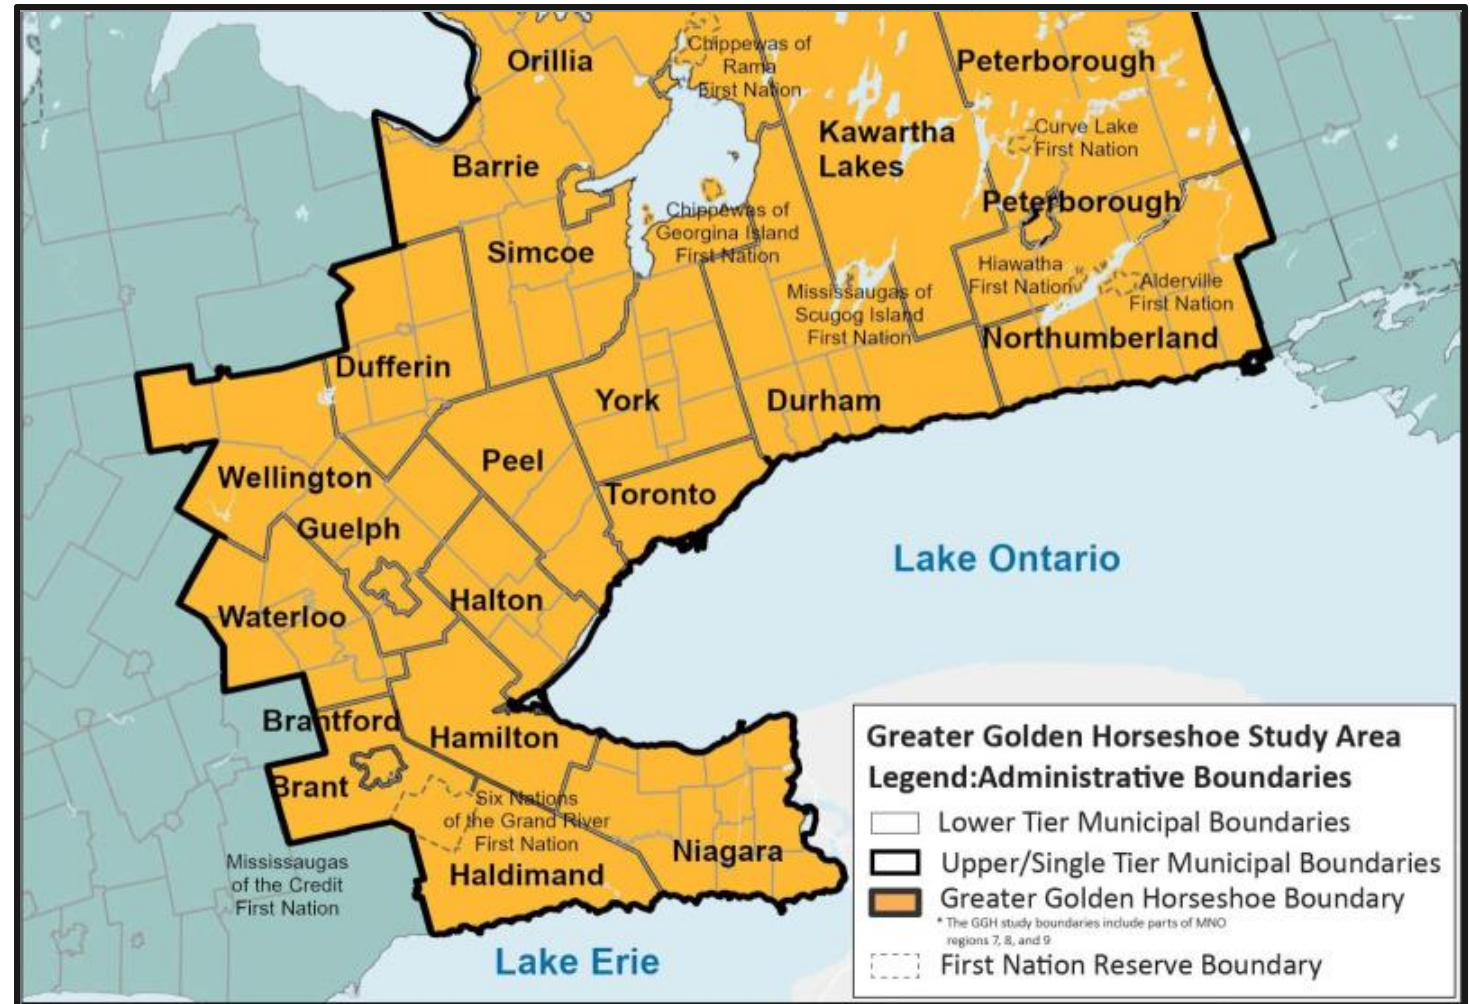 Orillia
Chippewas of
Rama
First Nation
Peterborough
Kawartha
Lakes
Curve Lake
First Nation
Barrie
Peterborough
Chippewas of
Georgina Island
First Nation
Simcoe
Hiawatha
First Nation
Alderville
First Nation
Mississaugas of
Scugog Island
First Nation
Northumberland
Dufferin
York
Durham
Peel
Wellington
Toronto
Guelph
Lake Ontario
Halton
Waterloo
Brantford
Hamilton
Brant
Six Nations
of the Grand River
First Nation
Niagara
Mississaugas
of the Credit
First Nation
Haldimand
Lake Erie
Greater Golden Horseshoe Study Area
Legend:Administrative Boundaries
Lower Tier Municipal Boundaries
Upper/Single Tier Municipal Boundaries
Greater Golden Horseshoe Boundary
* The GGH study boundaries include parts of MNO
regions 7, 8, and 9
First Nation Reserve Boundary